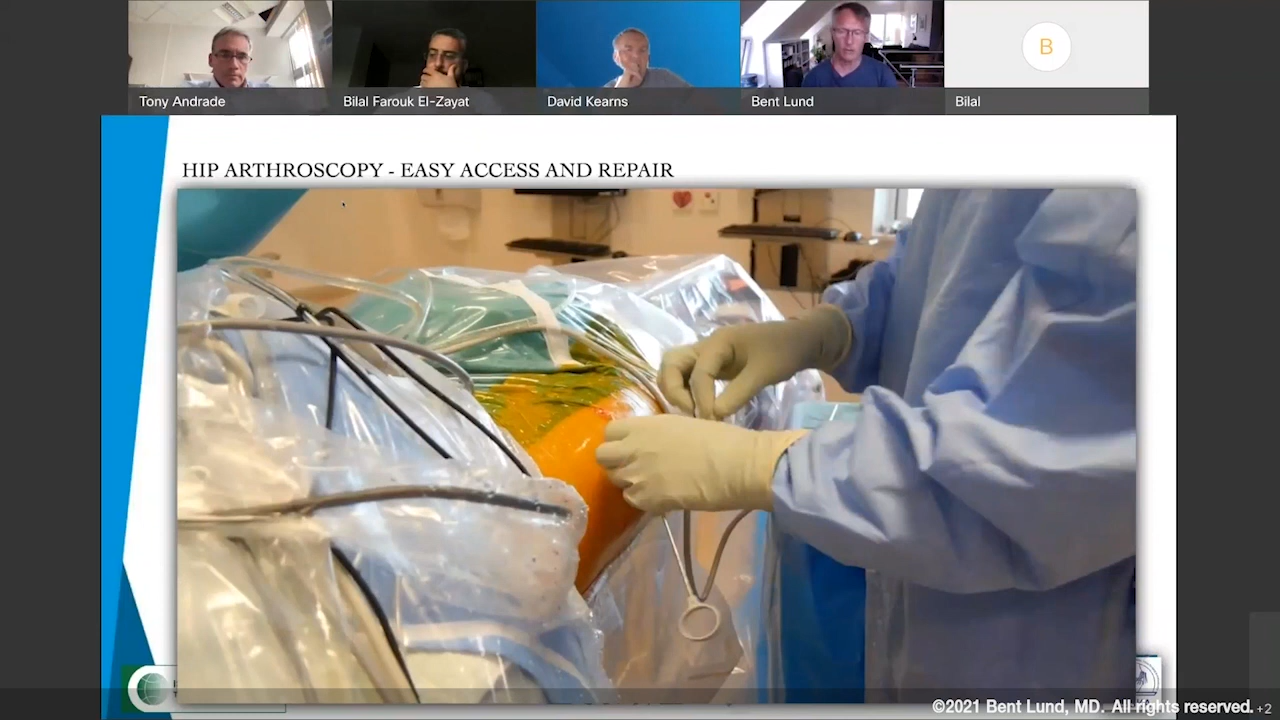 Tony Andrade
Bilal Farouk El-Zayat
David Kearns
Bent Lund
B
Bilal
HIP ARTHROSCOPY - EASY ACCESS AND REPAIR
©2021 Bent Lund, MD. All rights reserved.
+2